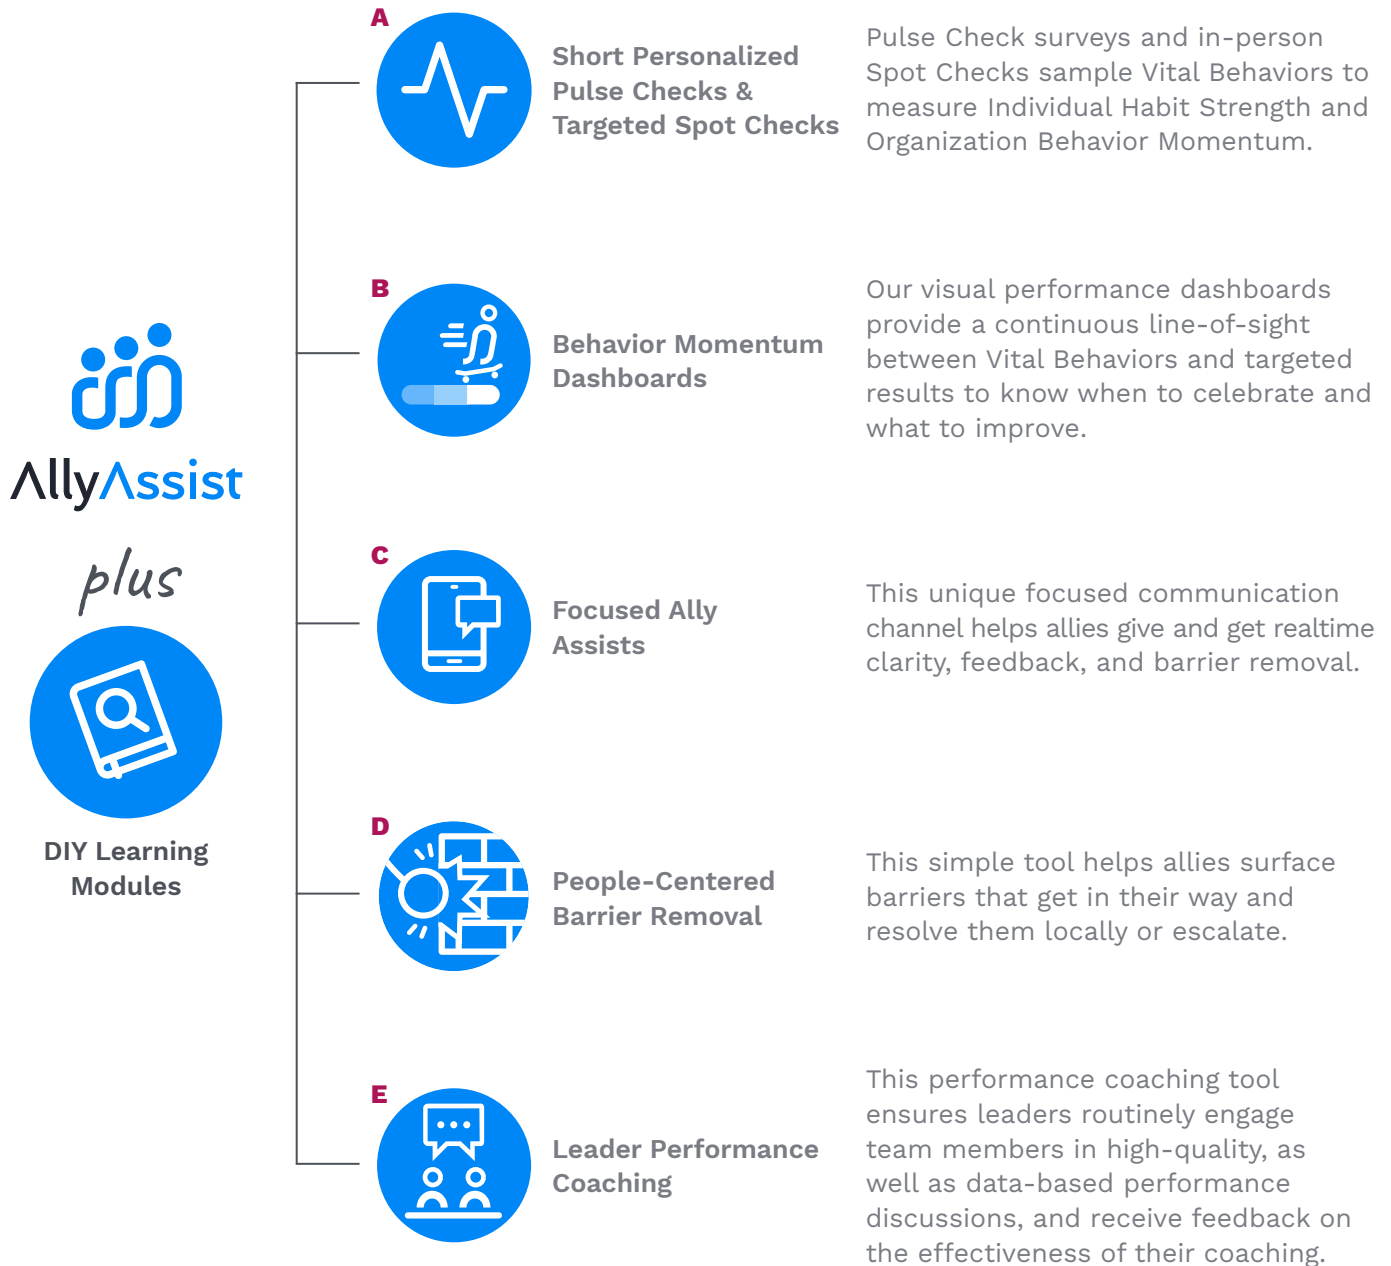 AllyAssist
plus
DIY Learning
Modules
A
Short Personalized
Pulse Checks &
Targeted Spot Checks
Pulse Check surveys and in-person
Spot Checks sample Vital Behaviors to
measure Individual Habit Strength and
Organization Behavior Momentum.
B
Behavior Momentum
Dashboards
Our visual performance dashboards
provide a continuous line-of-sight
between Vital Behaviors and targeted
results to know when to celebrate and
what to improve.
C
Focused Ally
Assists
This unique focused communication
channel helps allies give and get realtime
clarity, feedback, and barrier removal.
D
People-Centered
Barrier Removal
This simple tool helps allies surface
barriers that get in their way and
resolve them locally or escalate.
E
Leader Performance
Coaching
This performance coaching tool
ensures leaders routinely engage
team members in high-quality, as
well as data-based performance
discussions, and receive feedback on
the effectiveness of their coaching.